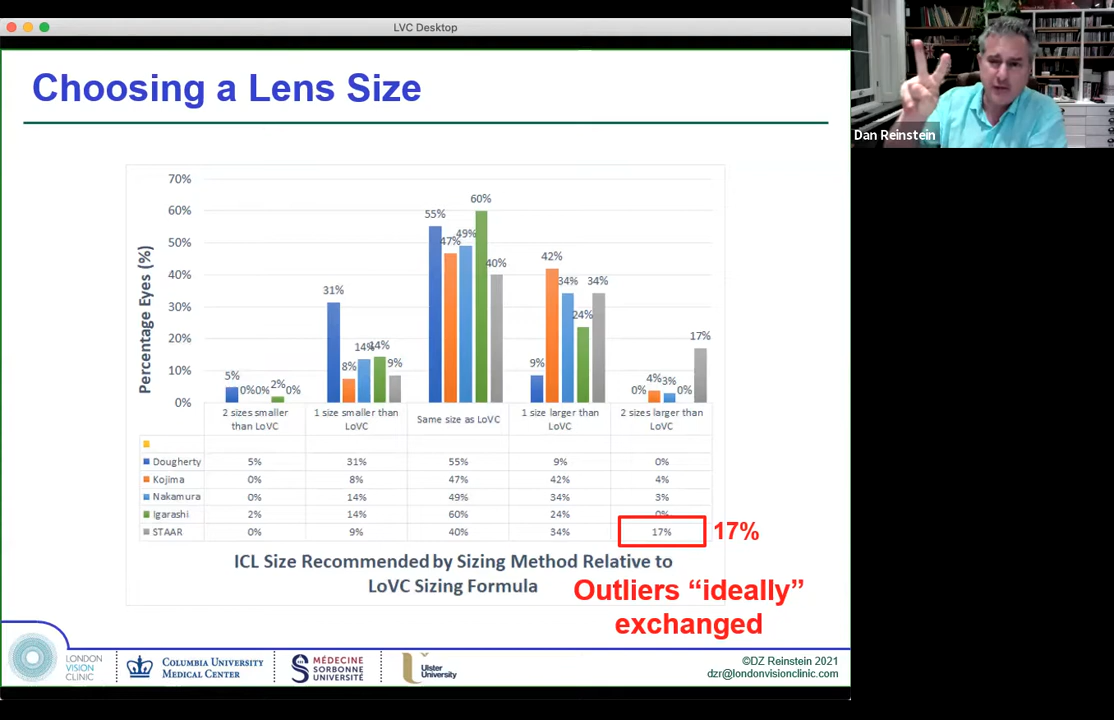 LVC Desktop
Choosing a Lens Size
Dan Reinstein
70%
60%
50%
40%
30%
20%
10%
0%
Percentage Eyes (%)
5% 0% 0% 2% 0%
31% 8% 14% 14% 9%
55% 47% 49% 60% 40%
9% 42% 34% 24% 34%
0% 4% 3% 0% 17%
2 sizes smaller than LoVC
1 size smaller than LoVC
Same size as LoVC
1 size larger than LoVC
2 sizes larger than LoVC
Dougherty 5% 31% 55% 9% 0%
Kojima 0% 8% 47% 42% 4%
Nakamura 0% 14% 49% 34% 3%
Igarashi 2% 14% 60% 24% 0%
STAAR 0% 9% 40% 34% 17%
17%
ICL Size Recommended by Sizing Method Relative to
LoVC Sizing Formula
Outliers “ideally”
exchanged
LONDON
VISION
CLINIC
COLUMBIA UNIVERSITY
MEDICAL CENTER
MÉDECINE
SORBONNE
UNIVERSITÉ
Ulster
University
©DZ Reinstein 2021
dzr@londonvisionclinic.com